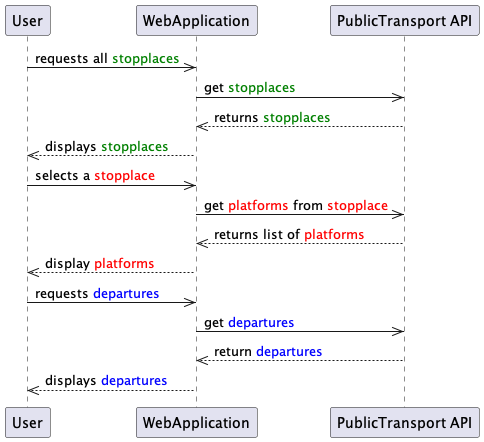 User WebApplication PublicTransport API
requests all stopplaces
get stopplaces
returns stopplaces
displays stopplaces
selects a stopplace
get platforms from stopplace
returns list of platforms
display platforms
requests departures
get departures
return departures
displays departures
User WebApplication PublicTransport API